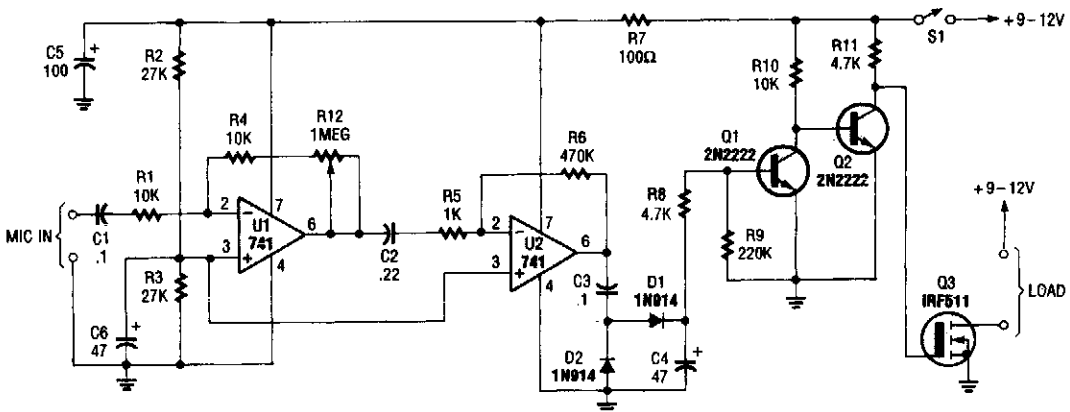 C5
100
R2
27K
R7
100Ω
S1
+9-12V
R10
10K
R11
4.7K
R4
10K
R12
1MEG
R6
470K
Q1
2N2222
Q2
2N2222
R1
10K
MIC IN
C1
.1
2
3
7
6
4
U1
741
C2
.22
R5
1K
2
3
7
6
4
U2
741
R8
4.7K
R9
220K
+9-12V
R3
27K
C3
.1
D1
1N914
Q3
IRF511
LOAD
C6
47
D2
1N914
C4
47